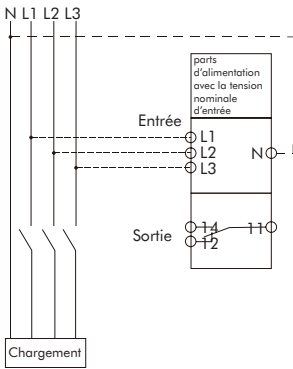 N L1 L2 L3
parts
d'alimentation
avec la tension
nominale
d'entrée
Entrée
L1
L2
L3
N
Sortie
14
12
11
Chargement